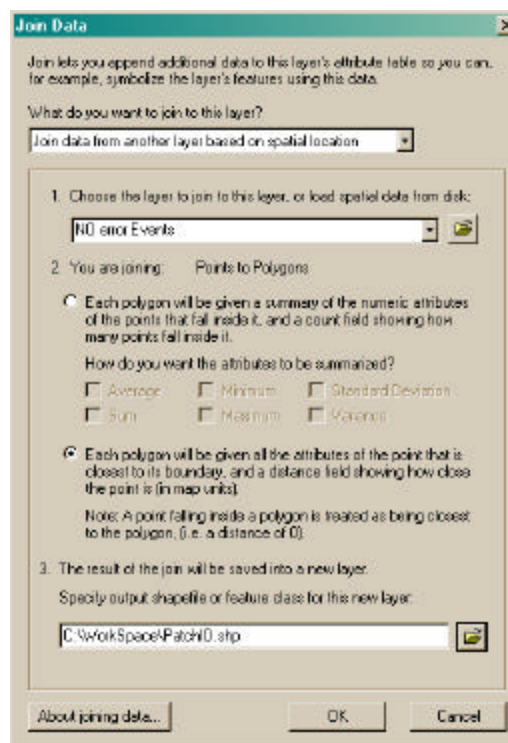 Join Data
Join lets you append additional data to this layer's attribute table so you can,
for example, symbolize the layer's features using this data.
What do you want to join to this layer?
Join data from another layer based on spatial location
1. Choose the layer to join to this layer, or load spatial data from disk:
NO error Events
2. You are joining: Points to Polygons
Each polygon will be given a summary of the numeric attributes
of the points that fall inside it, and a count field showing how
many points fall inside it.
How do you want the attributes to be summarized?
Average Minimum Standard Deviation
Sum Maximum Variance
Each polygon will be given all the attributes of the point that is
closest to its boundary, and a distance field showing how close
the point is (in map units).
Note: A point falling inside a polygon is treated as being closest
to the polygon, (i.e. a distance of 0).
3. The result of the join will be saved into a new layer.
Specify output shapefile or feature class for this new layer:
C:\WorkSpace\Patch10.shp
About joining data... OK Cancel